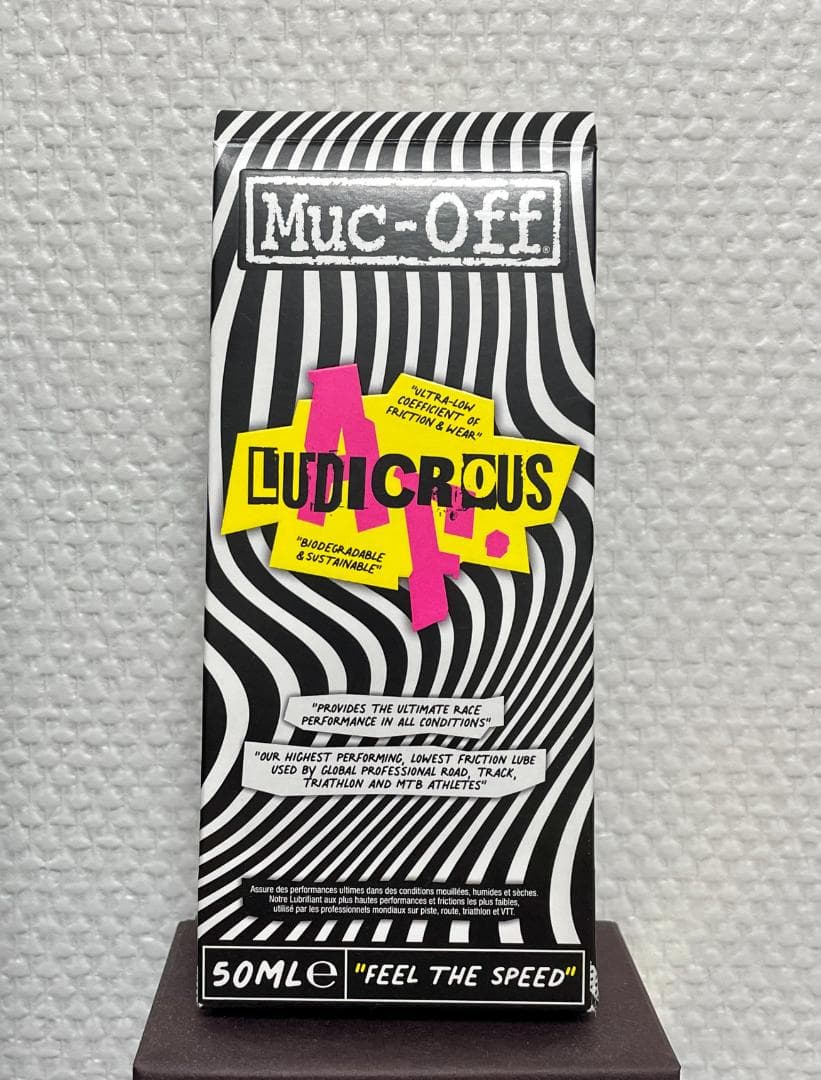 Muc-Off®
"ULTRA-LOW
COEFFICIENT OF
FRICTION & WEAR"
LUDICROUS
AF.
"BIODEGRADABLE
& SUSTAINABLE"
"PROVIDES THE ULTIMATE RACE
PERFORMANCE IN ALL CONDITIONS"
"OUR HIGHEST PERFORMING, LOWEST FRICTION LUBE
USED BY GLOBAL PROFESSIONAL ROAD, TRACK,
TRIATHLON AND MTB ATHLETES"
Assure des performances ultimes dans des conditions mouillées, humides et sèches.
Notre Lubrifiant aux plus hautes performances et frictions les plus faibles,
utilisé par les professionnels mondiaux sur piste, route, triathlon et VTT.
50ML℮ "FEEL THE SPEED"